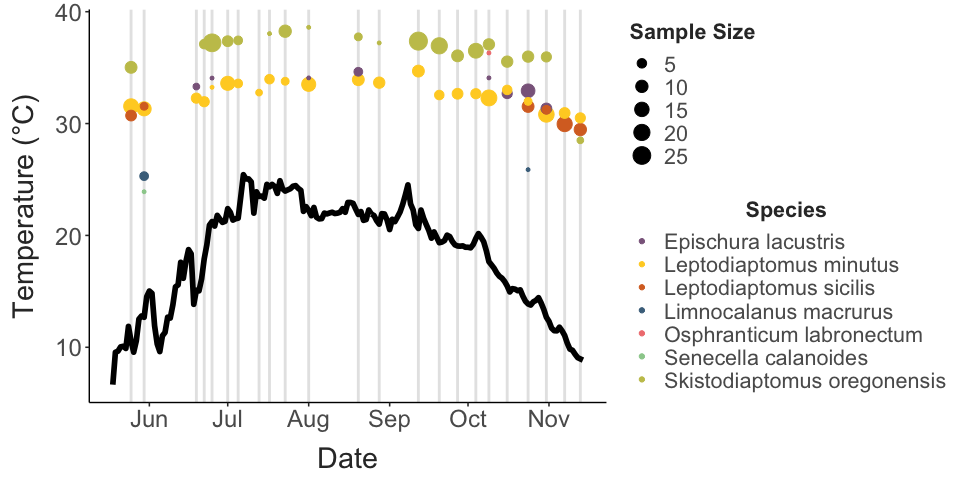 40
30
20
10
Temperature (°C)
Jun Jul Aug Sep Oct Nov
Date
Sample Size
5
10
15
20
25
Species
Epischura lacustris
Leptodiaptomus minutus
Leptodiaptomus sicilis
Limnocalanus macrurus
Osphranticum labronectum
Senecella calanoides
Skistodiaptomus oregonensis